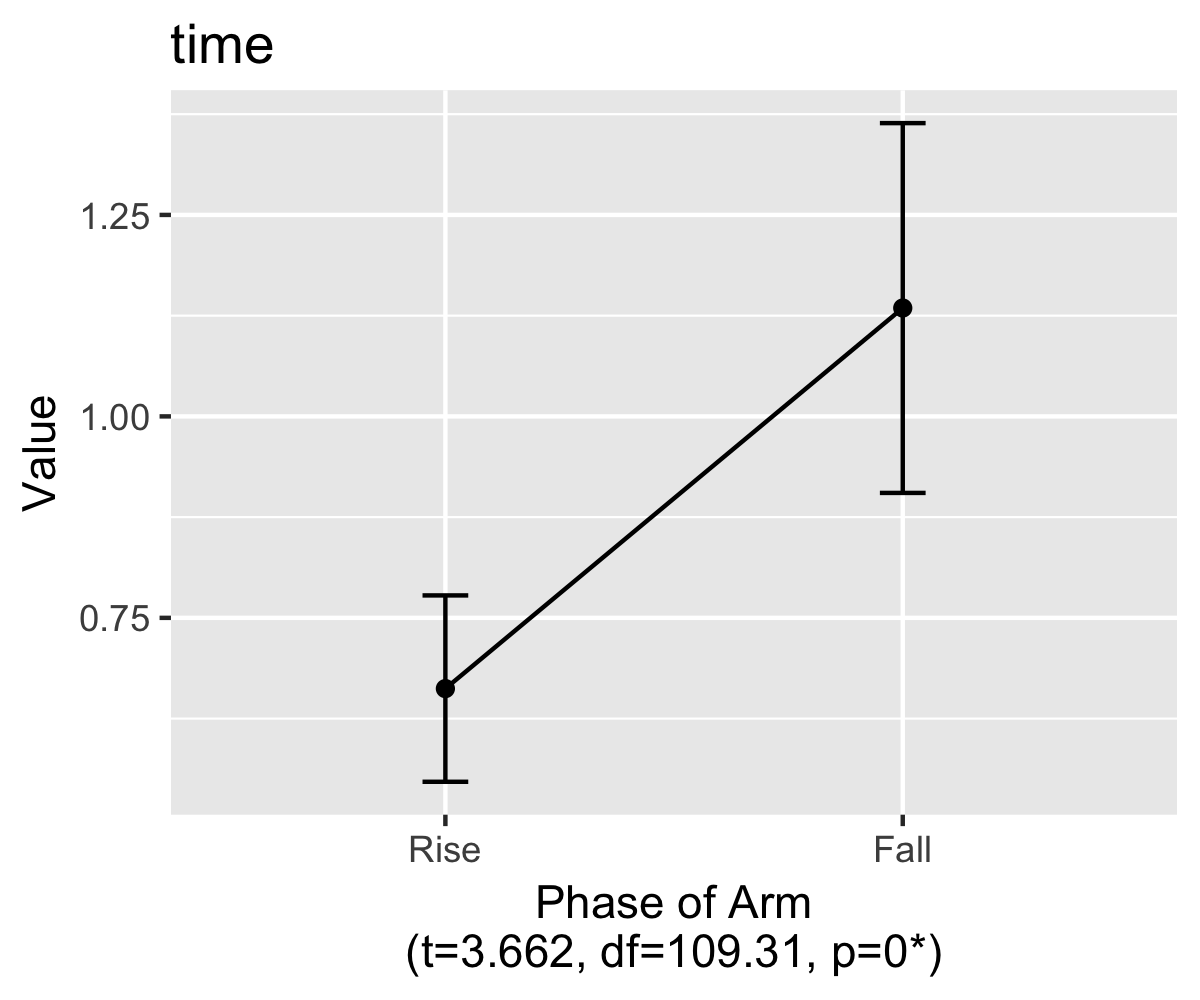 time
Value
1.25
1.00
0.75
Rise
Fall
Phase of Arm
(t=3.662, df=109.31, p=0*)